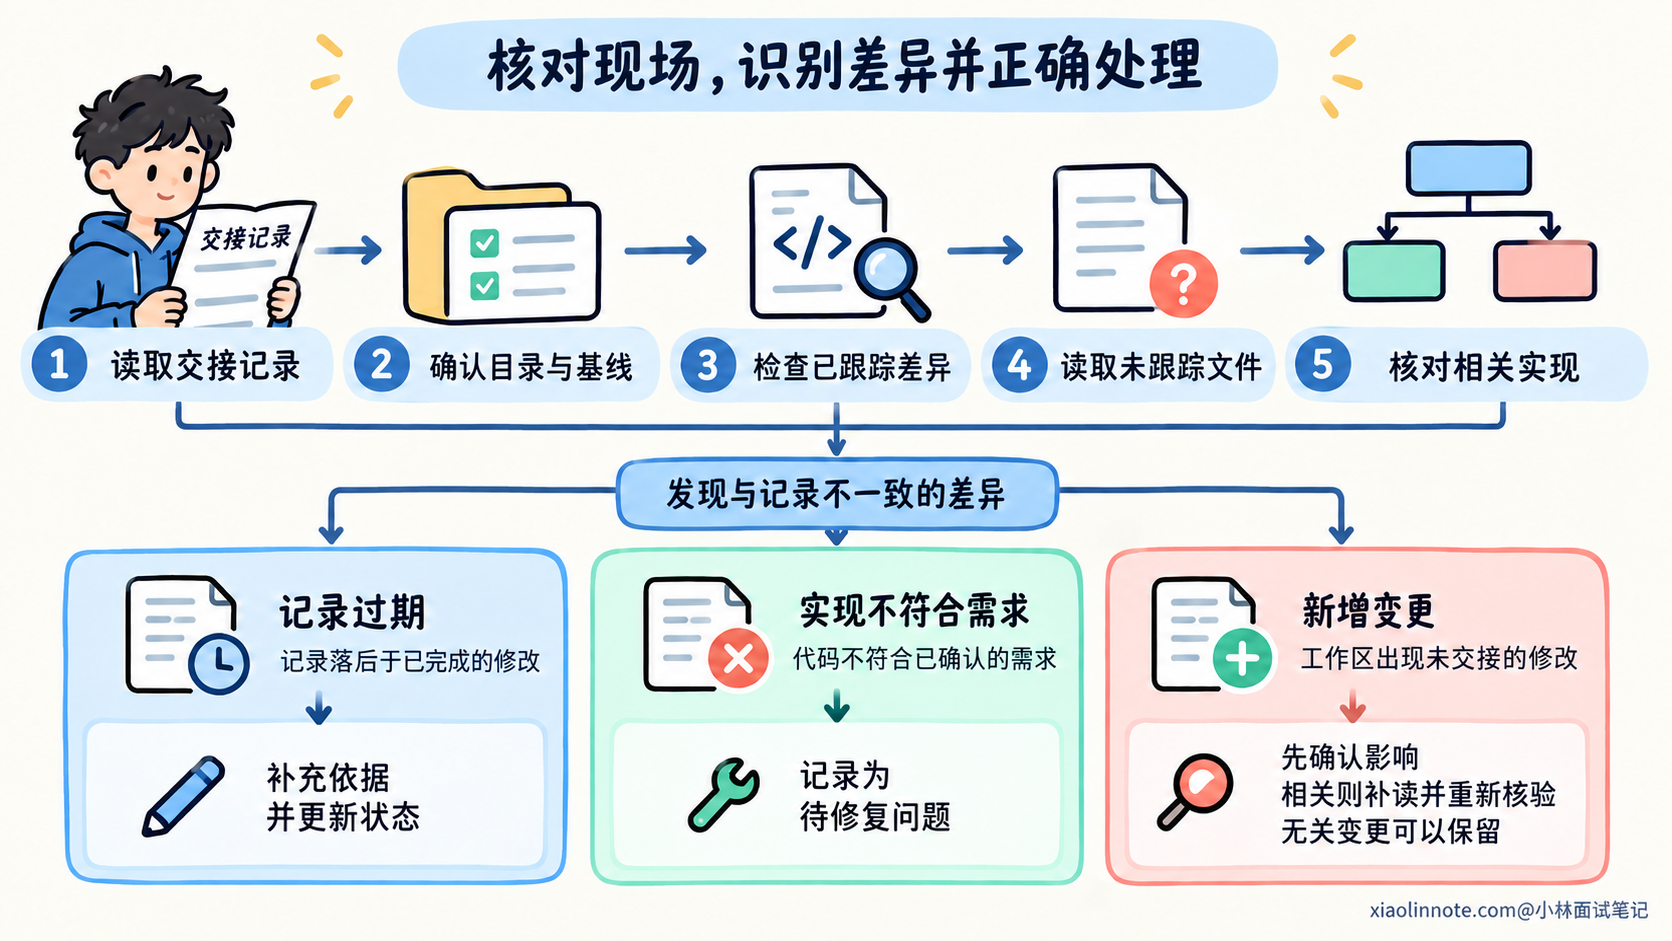 核对现场，识别差异并正确处理
交接记录
1 读取交接记录
2 确认目录与基线
</>
3 检查已跟踪差异
?
4 读取未跟踪文件
5 核对相关实现
发现与记录不一致的差异
记录过期
记录落后于已完成的修改
补充依据
并更新状态
实现不符合需求
代码不符合已确认的需求
记录为
待修复问题
新增变更
工作区出现未交接的修改
先确认影响
相关则补读并重新核验
无关变更可以保留
xiaolinnote.com@小林面试笔记